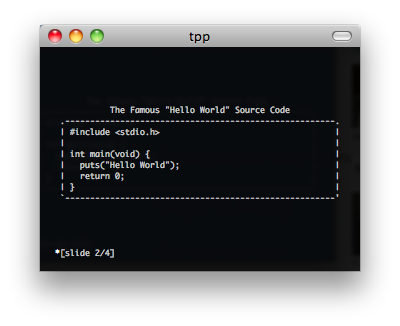 tpp
The Famous "Hello World" Source Code
#include <stdio.h>
int main(void) {
puts("Hello World");
return 0;
}
*[slide 2/4]